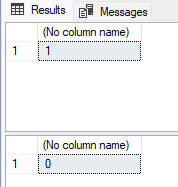 Results Messages
(No column name)
1 1
(No column name)
1 0